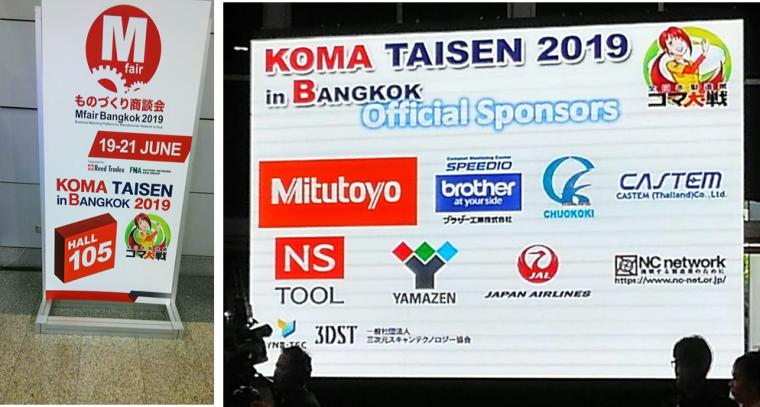 M
fair
ものづくり商談会
Mfair Bangkok 2019
19-21 JUNE
Reed Tradex
FNA
KOMA TAISEN
in BANGKOK 2019
HALL
105
コマ大戦
KOMA TAISEN 2019
in BANGKOK
Official Sponsors
コマ大戦
Mitutoyo
SPEEDIO
brother
at your side
ブラザー工業株式会社
CHUOKOKI
CASTEM
CASTEM (Thailand)Co.,Ltd.
NS
TOOL
YAMAZEN
JAL
JAPAN AIRLINES
NC network
https://www.nc-net.or.jp/
3DST
一般社団法人
三次元スキャンテクノロジー協会